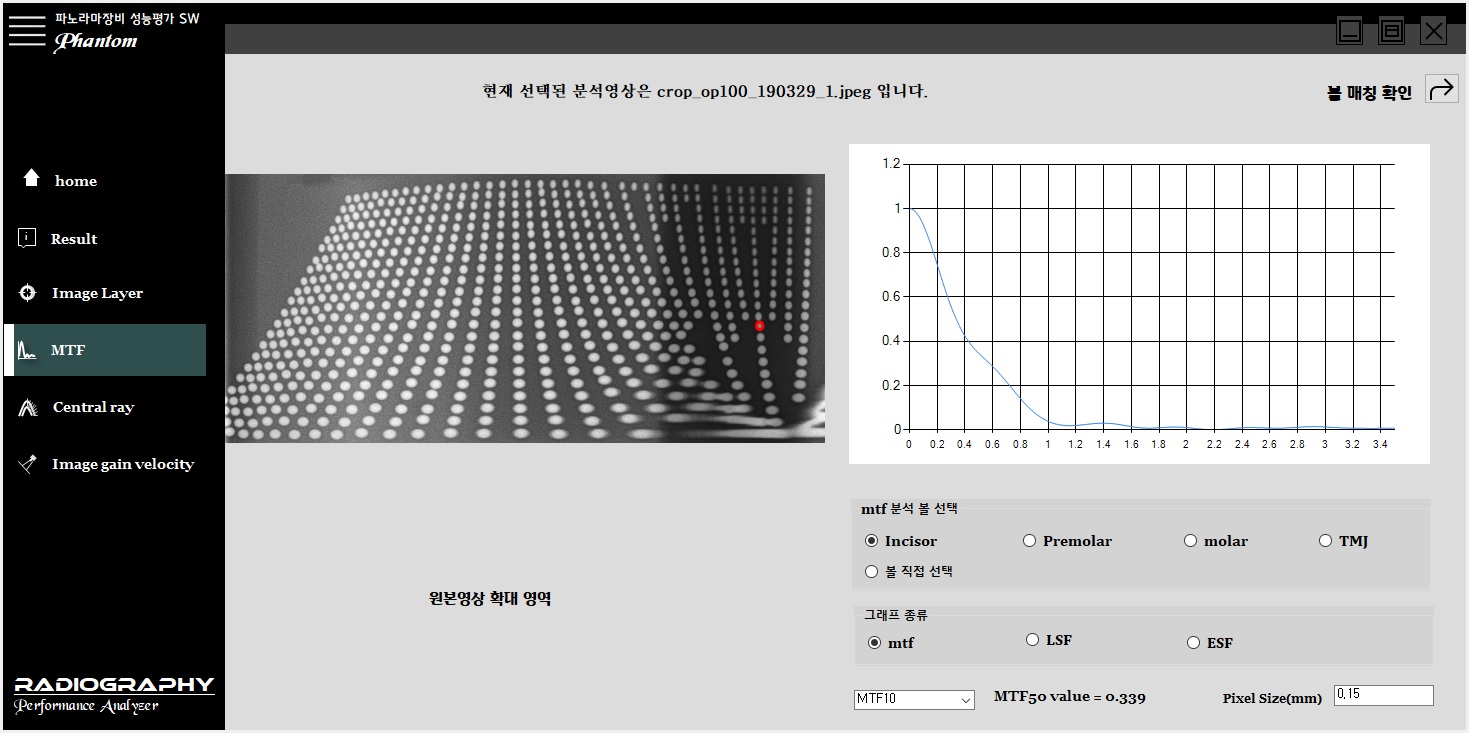 파노라마장비 성능평가 SW
Phantom
현재 선택된 분석영상은 crop_op100_190329_1.jpeg 입니다.
볼 매칭 확인
home
Result
Image Layer
MTF
Central ray
Image gain velocity
RADIOGRAPHY
Performance Analyzer
원본영상 확대 영역
1.2
1
0.8
0.6
0.4
0.2
0
0 0.2 0.4 0.6 0.8 1 1.2 1.4 1.6 1.8 2 2.2 2.4 2.6 2.8 3 3.2 3.4
mtf 분석 볼 선택
Incisor Premolar molar TMJ
볼 직접 선택
그래프 종류
mtf LSF ESF
MTF10 MTF50 value = 0.339 Pixel Size(mm) 0.15